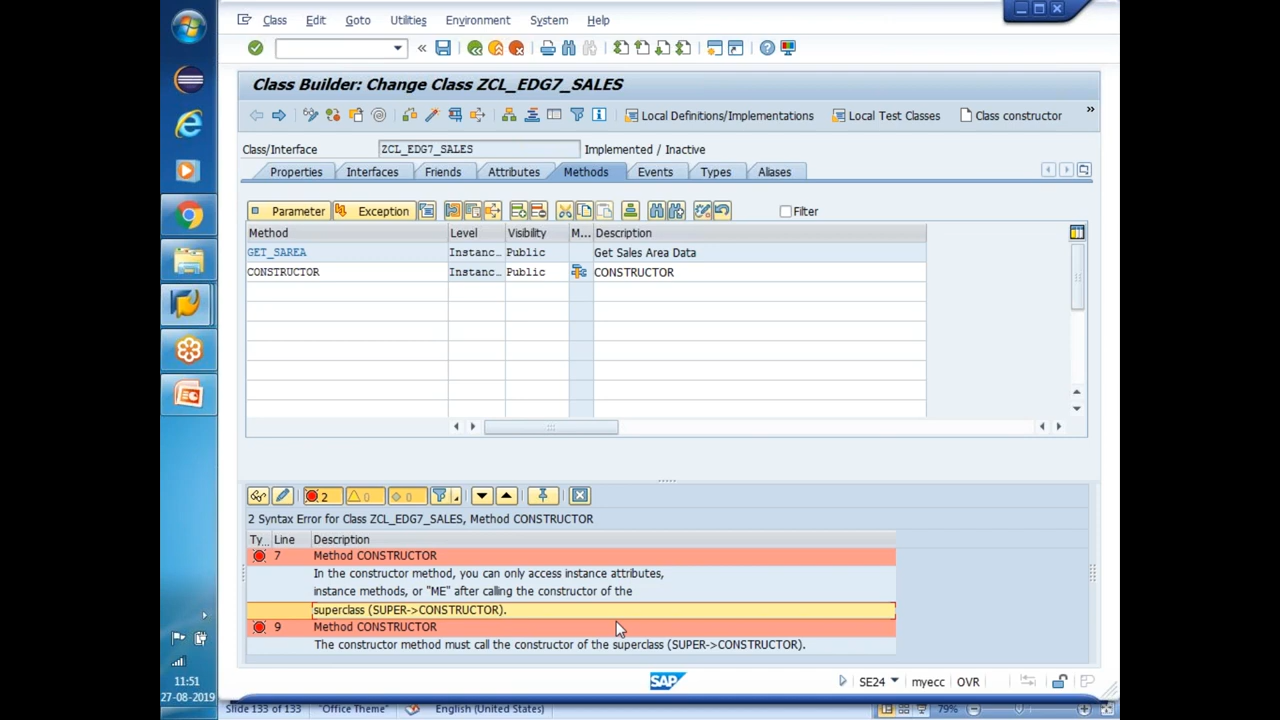 Class Edit Goto Utilities Environment System Help
Class Builder: Change Class ZCL_EDG7_SALES
Local Definitions/Implementations Local Test Classes Class constructor
Class/Interface ZCL_EDG7_SALES Implemented / Inactive
Properties Interfaces Friends Attributes Methods Events Types Aliases
Parameter Exception Filter
Method Level Visibility M... Description
GET_SAREA Instanc.. Public Get Sales Area Data
CONSTRUCTOR Instanc.. Public CONSTRUCTOR
2 0 0
2 Syntax Error for Class ZCL_EDG7_SALES, Method CONSTRUCTOR
Ty.. Line Description
7 Method CONSTRUCTOR
In the constructor method, you can only access instance attributes,
instance methods, or "ME" after calling the constructor of the
superclass (SUPER->CONSTRUCTOR).
9 Method CONSTRUCTOR
The constructor method must call the constructor of the superclass (SUPER->CONSTRUCTOR).
SAP SE24 myecc OVR
11:51
27-08-2019
Slide 133 of 133 "Office Theme" English (United States) 79%